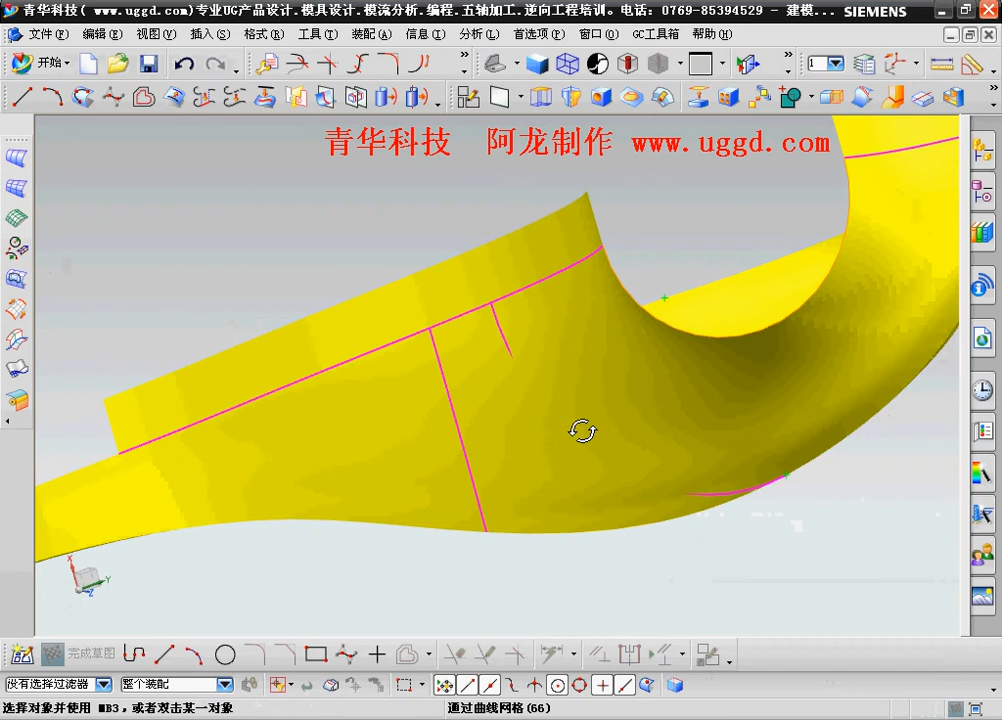 青华科技( www.uggd.com)专业UG产品设计.模具设计.模流分析.编程.五轴加工.逆向工程培训。电话：0769-85394529 - 建模... SIEMENS
文件(F) 编辑(E) 视图(V) 插入(S) 格式(R) 工具(T) 装配(A) 信息(I) 分析(L) 首选项(P) 窗口(O) GC工具箱 帮助(H)
开始 1
青华科技 阿龙制作 www.uggd.com
X Y Z
完成草图
没有选择过滤器 整个装配
选择对象并使用 MB3，或者双击某一对象 通过曲线网格(66)